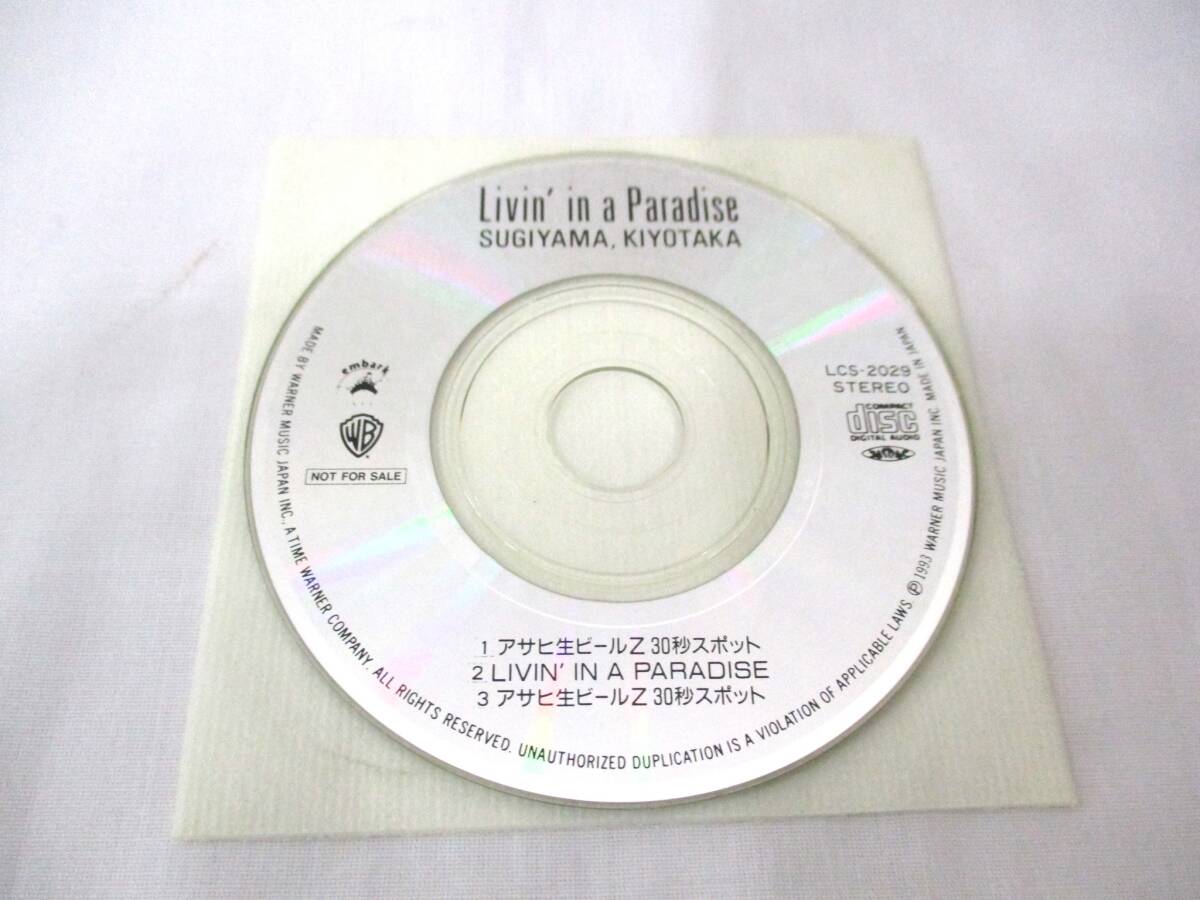 Livin' in a Paradise
SUGIYAMA, KIYOTAKA
embark
WB
NOT FOR SALE
LCS-2029
STEREO
COMPACT
disc
DIGITAL AUDIO
1 アサヒ生ビールZ 30秒スポット
2 LIVIN' IN A PARADISE
3 アサヒ生ビールZ 30秒スポット
MADE BY WARNER MUSIC JAPAN INC., A TIME WARNER COMPANY. ALL RIGHTS RESERVED. UNAUTHORIZED DUPLICATION IS A VIOLATION OF APPLICABLE LAWS. ℗ 1993 WARNER MUSIC JAPAN INC. MADE IN JAPAN